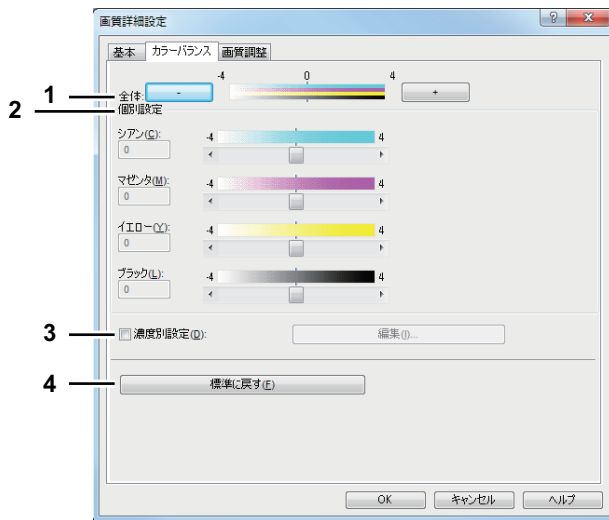 画質詳細設定
?
x
基本 カラーバランス 画質調整
-4 0 4
1 全体: - +
2 個別設定
シアン(C): -4 4
0
マゼンタ(M): -4 4
0
イエロー(Y): -4 4
0
ブラック(L): -4 4
0
3 濃度別設定(D): 編集(I)...
4 標準に戻す(F)
OK キャンセル ヘルプ